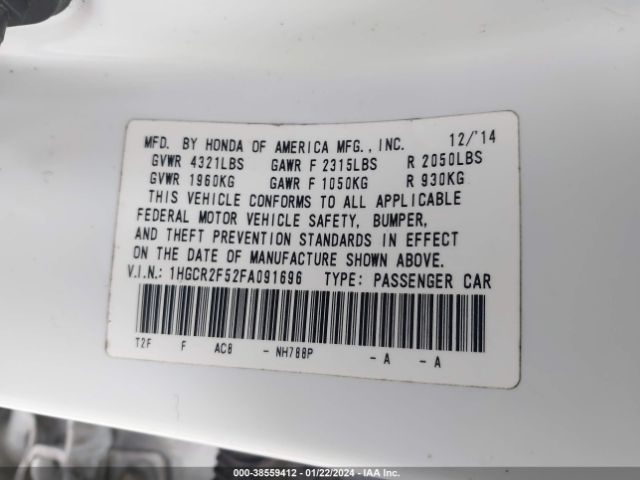 MFD. BY HONDA OF AMERICA MFG., INC. 12/'14
GVWR 4321LBS GAWR F 2315LBS R 2050LBS
GVWR 1960KG GAWR F 1050KG R 930KG
THIS VEHICLE CONFORMS TO ALL APPLICABLE
FEDERAL MOTOR VEHICLE SAFETY, BUMPER,
AND THEFT PREVENTION STANDARDS IN EFFECT
ON THE DATE OF MANUFACTURE SHOWN ABOVE.
V.I.N.: 1HGCR2F52FA091696 TYPE: PASSENGER CAR
T2F F AC8 - NH788P - A - A
000-38559412 - 01/22/2024 - IAA Inc.